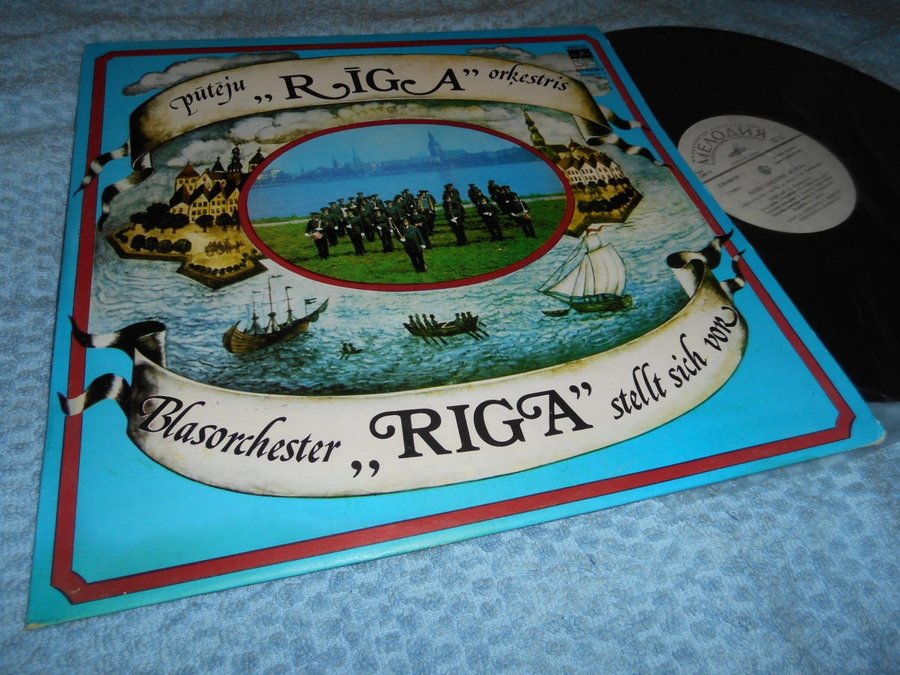 pūtēju „RĪGA” orķestris
Blasorchester „RIGA” stellt sich vor
МЕЛОДИЯ